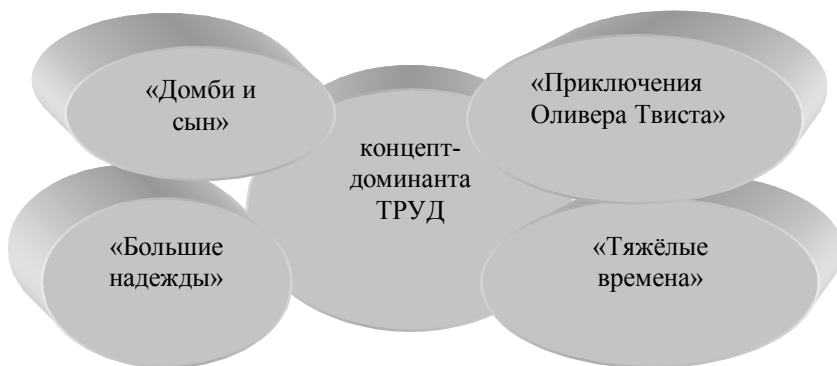 «Домби и
сын»
«Приключения
Оливера Твиста»
концепт-
доминанта
ТРУД
«Большие
надежды»
«Тяжёлые
времена»